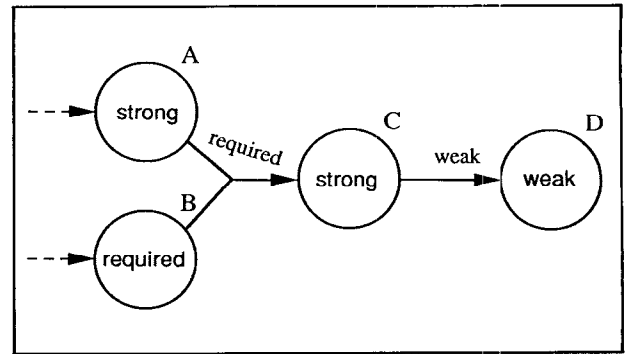 A
strong
required
C
D
strong
weak
weak
B
required